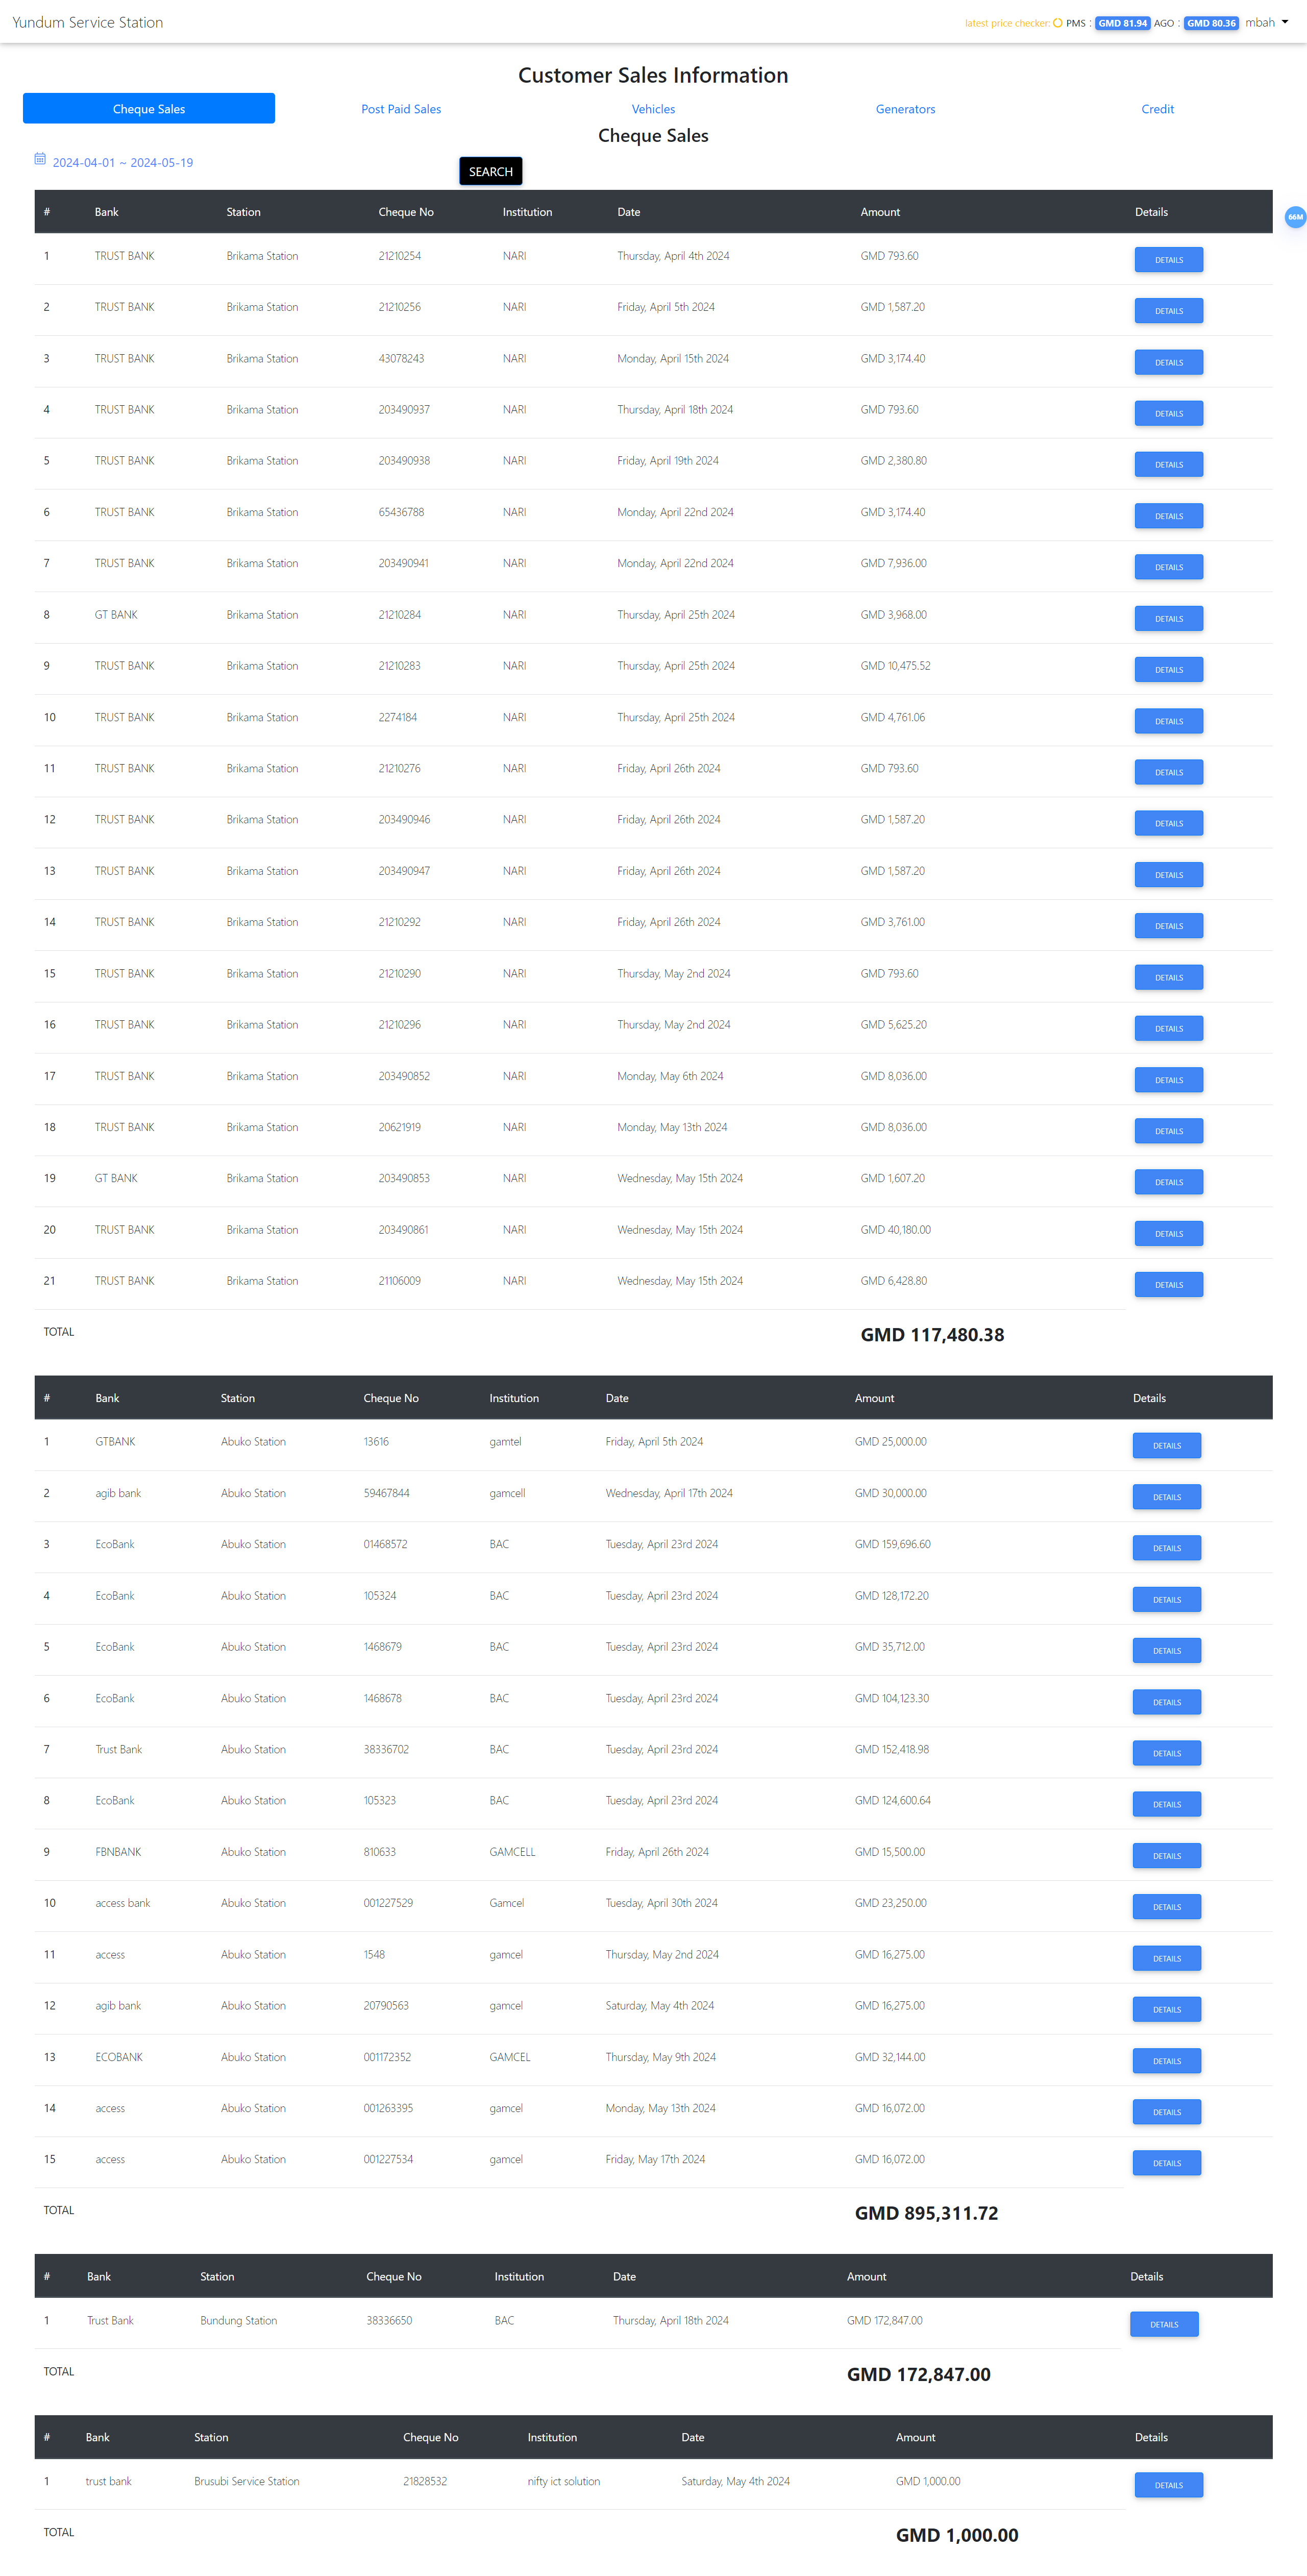 Yundum Service Station latest price checker: PMS : GMD 81.94 AGO : GMD 80.36 mbah
Customer Sales Information
Cheque Sales Post Paid Sales Vehicles Generators Credit
Cheque Sales
2024-04-01 ~ 2024-05-19 SEARCH
# Bank Station Cheque No Institution Date Amount Details
66M
1 TRUST BANK Brikama Station 21210254 NARI Thursday, April 4th 2024 GMD 793.60 DETAILS
2 TRUST BANK Brikama Station 21210256 NARI Friday, April 5th 2024 GMD 1,587.20 DETAILS
3 TRUST BANK Brikama Station 43078243 NARI Monday, April 15th 2024 GMD 3,174.40 DETAILS
4 TRUST BANK Brikama Station 203490937 NARI Thursday, April 18th 2024 GMD 793.60 DETAILS
5 TRUST BANK Brikama Station 203490938 NARI Friday, April 19th 2024 GMD 2,380.80 DETAILS
6 TRUST BANK Brikama Station 65436788 NARI Monday, April 22nd 2024 GMD 3,174.40 DETAILS
7 TRUST BANK Brikama Station 203490941 NARI Monday, April 22nd 2024 GMD 7,936.00 DETAILS
8 GT BANK Brikama Station 21210284 NARI Thursday, April 25th 2024 GMD 3,968.00 DETAILS
9 TRUST BANK Brikama Station 21210283 NARI Thursday, April 25th 2024 GMD 10,475.52 DETAILS
10 TRUST BANK Brikama Station 2274184 NARI Thursday, April 25th 2024 GMD 4,761.06 DETAILS
11 TRUST BANK Brikama Station 21210276 NARI Friday, April 26th 2024 GMD 793.60 DETAILS
12 TRUST BANK Brikama Station 203490946 NARI Friday, April 26th 2024 GMD 1,587.20 DETAILS
13 TRUST BANK Brikama Station 203490947 NARI Friday, April 26th 2024 GMD 1,587.20 DETAILS
14 TRUST BANK Brikama Station 21210292 NARI Friday, April 26th 2024 GMD 3,761.00 DETAILS
15 TRUST BANK Brikama Station 21210290 NARI Thursday, May 2nd 2024 GMD 793.60 DETAILS
16 TRUST BANK Brikama Station 21210296 NARI Thursday, May 2nd 2024 GMD 5,625.20 DETAILS
17 TRUST BANK Brikama Station 203490852 NARI Monday, May 6th 2024 GMD 8,036.00 DETAILS
18 TRUST BANK Brikama Station 20621919 NARI Monday, May 13th 2024 GMD 8,036.00 DETAILS
19 GT BANK Brikama Station 203490853 NARI Wednesday, May 15th 2024 GMD 1,607.20 DETAILS
20 TRUST BANK Brikama Station 203490861 NARI Wednesday, May 15th 2024 GMD 40,180.00 DETAILS
21 TRUST BANK Brikama Station 21106009 NARI Wednesday, May 15th 2024 GMD 6,428.80 DETAILS
TOTAL GMD 117,480.38
# Bank Station Cheque No Institution Date Amount Details
1 GTBANK Abuko Station 13616 gamtel Friday, April 5th 2024 GMD 25,000.00 DETAILS
2 agib bank Abuko Station 59467844 gamcell Wednesday, April 17th 2024 GMD 30,000.00 DETAILS
3 EcoBank Abuko Station 01468572 BAC Tuesday, April 23rd 2024 GMD 159,696.60 DETAILS
4 EcoBank Abuko Station 105324 BAC Tuesday, April 23rd 2024 GMD 128,172.20 DETAILS
5 EcoBank Abuko Station 1468679 BAC Tuesday, April 23rd 2024 GMD 35,712.00 DETAILS
6 EcoBank Abuko Station 1468678 BAC Tuesday, April 23rd 2024 GMD 104,123.30 DETAILS
7 Trust Bank Abuko Station 38336702 BAC Tuesday, April 23rd 2024 GMD 152,418.98 DETAILS
8 EcoBank Abuko Station 105323 BAC Tuesday, April 23rd 2024 GMD 124,600.64 DETAILS
9 FBNBANK Abuko Station 810633 GAMCELL Friday, April 26th 2024 GMD 15,500.00 DETAILS
10 access bank Abuko Station 001227529 Gamcel Tuesday, April 30th 2024 GMD 23,250.00 DETAILS
11 access Abuko Station 1548 gamcel Thursday, May 2nd 2024 GMD 16,275.00 DETAILS
12 agib bank Abuko Station 20790563 gamcel Saturday, May 4th 2024 GMD 16,275.00 DETAILS
13 ECOBANK Abuko Station 001172352 GAMCEL Thursday, May 9th 2024 GMD 32,144.00 DETAILS
14 access Abuko Station 001263395 gamcel Monday, May 13th 2024 GMD 16,072.00 DETAILS
15 access Abuko Station 001227534 gamcel Friday, May 17th 2024 GMD 16,072.00 DETAILS
TOTAL GMD 895,311.72
# Bank Station Cheque No Institution Date Amount Details
1 Trust Bank Bundung Station 38336650 BAC Thursday, April 18th 2024 GMD 172,847.00 DETAILS
TOTAL GMD 172,847.00
# Bank Station Cheque No Institution Date Amount Details
1 trust bank Brusubi Service Station 21828532 nifty ict solution Saturday, May 4th 2024 GMD 1,000.00 DETAILS
TOTAL GMD 1,000.00